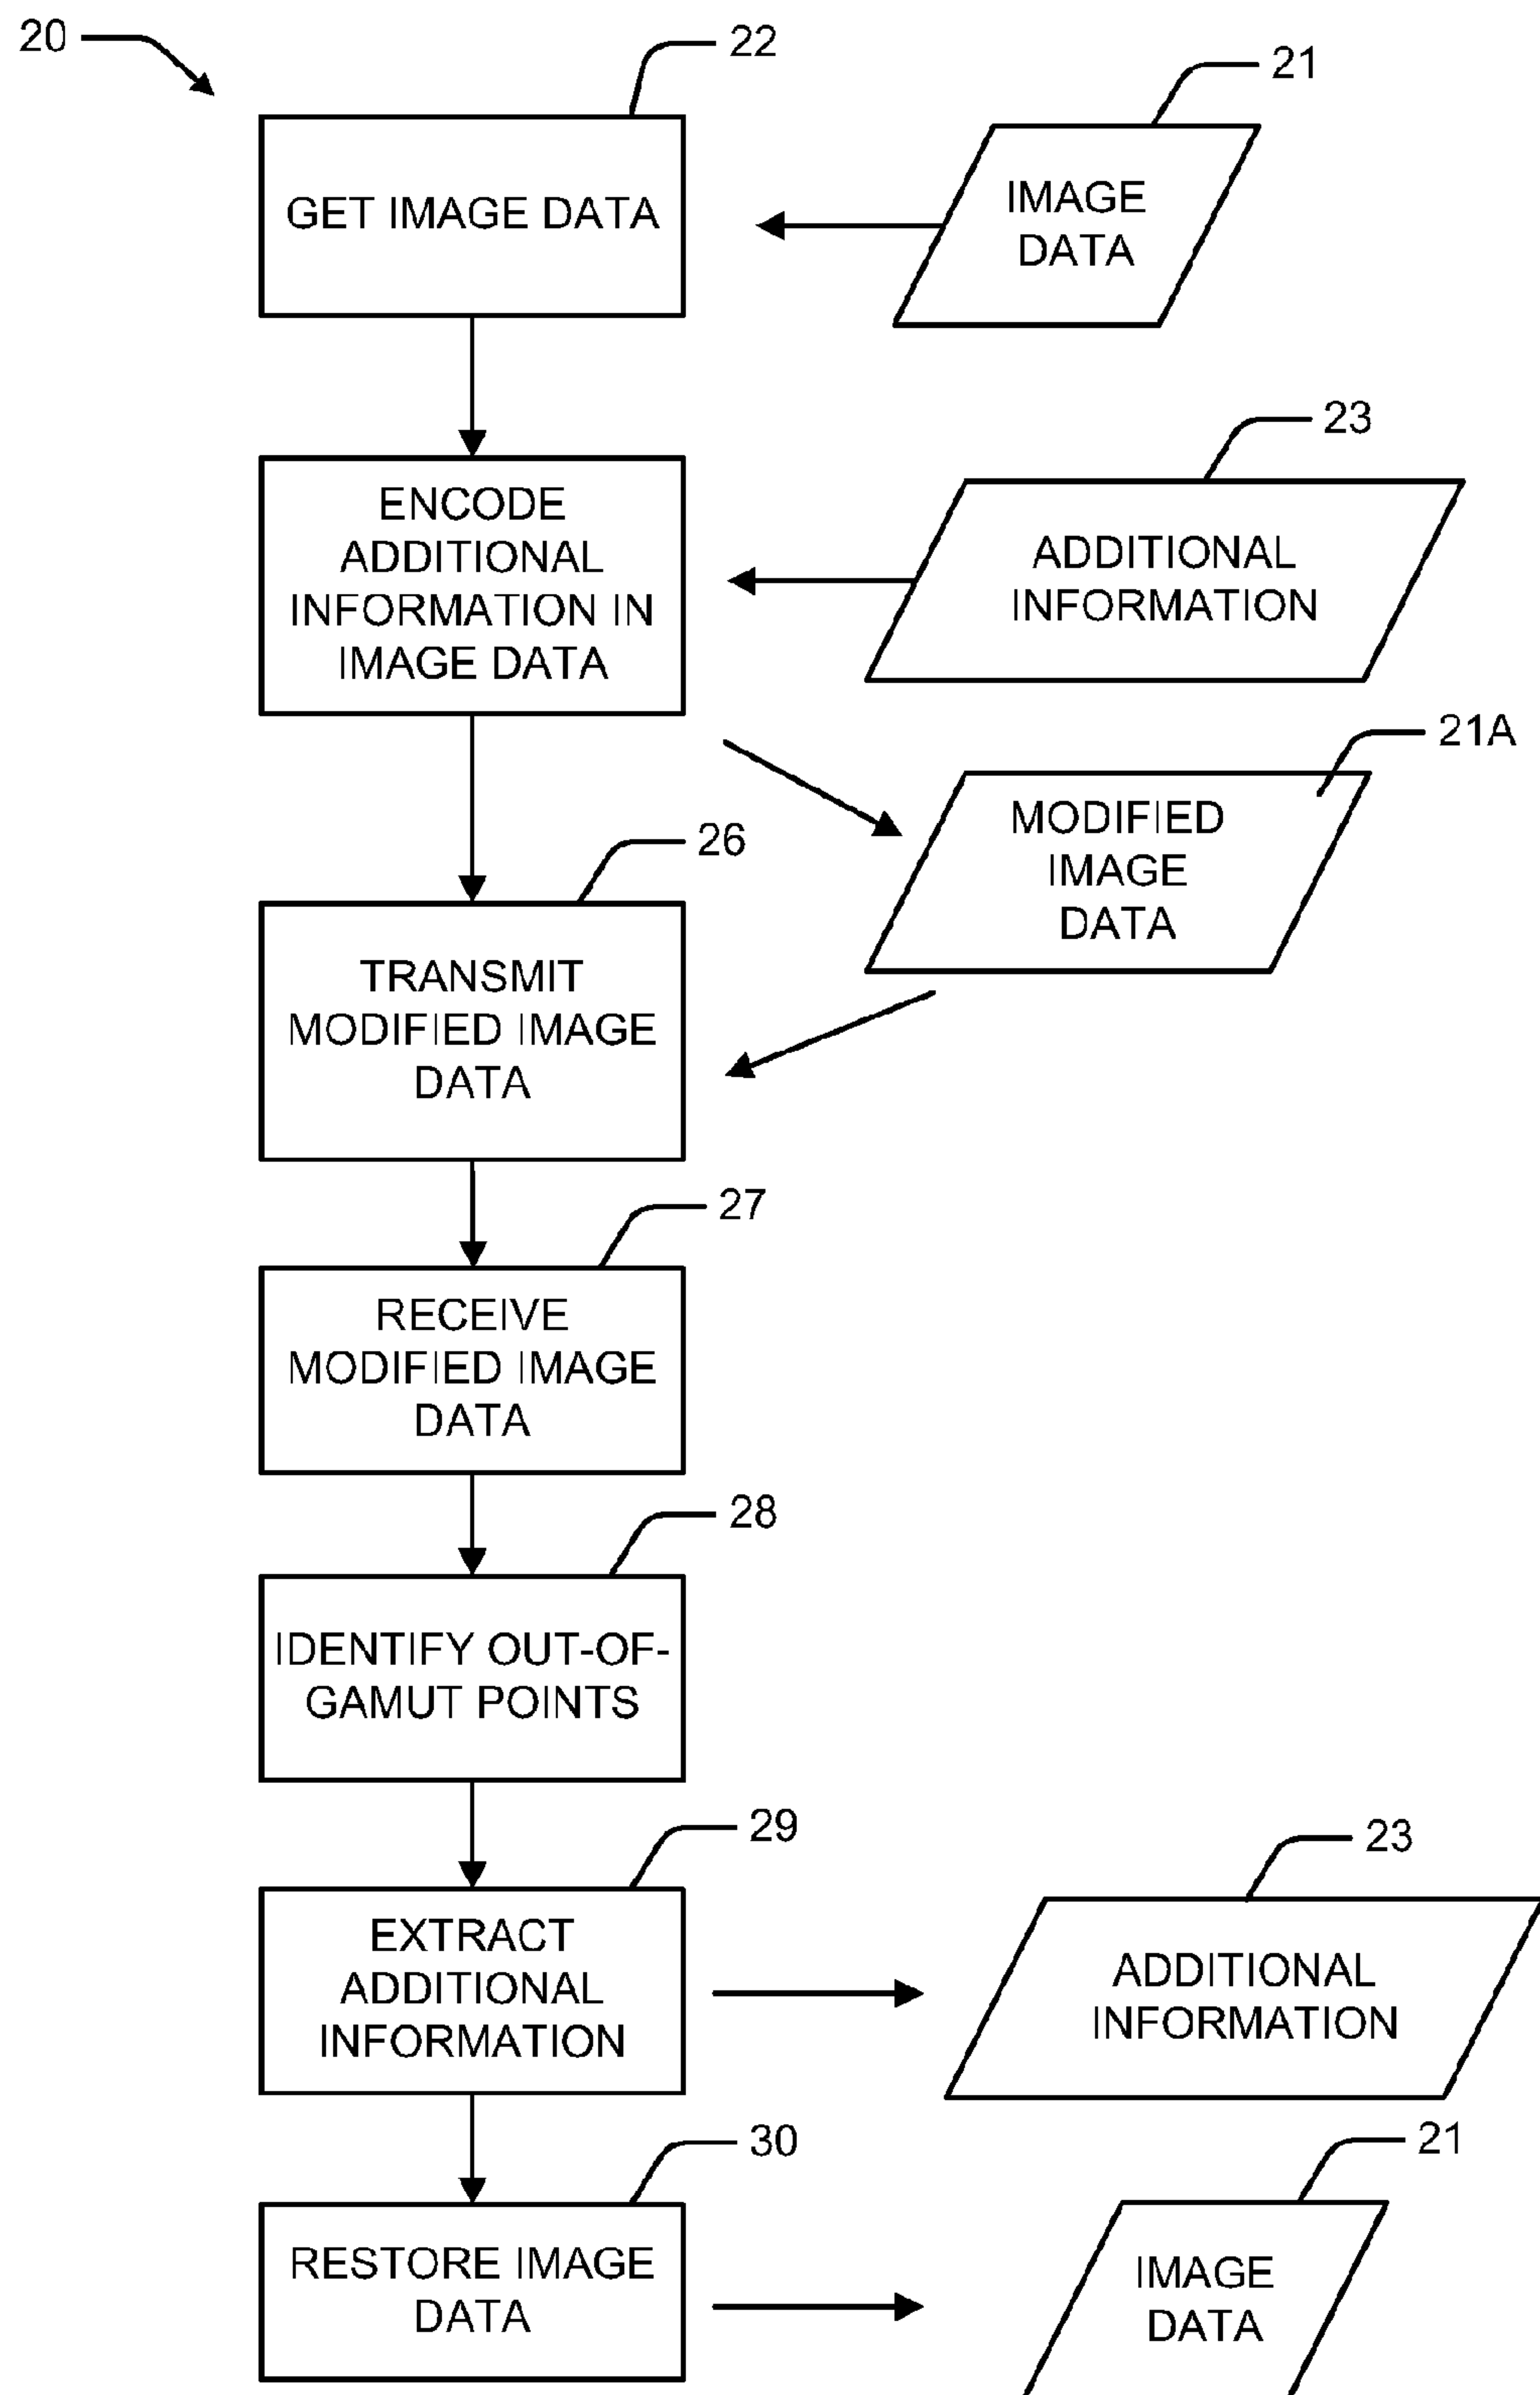 20
22
21
GET IMAGE DATA
IMAGE
DATA
23
ENCODE
ADDITIONAL
INFORMATION IN
IMAGE DATA
ADDITIONAL
INFORMATION
21A
MODIFIED
IMAGE
DATA
26
TRANSMIT
MODIFIED IMAGE
DATA
27
RECEIVE
MODIFIED IMAGE
DATA
28
IDENTIFY OUT-OF-
GAMUT POINTS
29
23
EXTRACT
ADDITIONAL
INFORMATION
ADDITIONAL
INFORMATION
30
21
RESTORE IMAGE
DATA
IMAGE
DATA